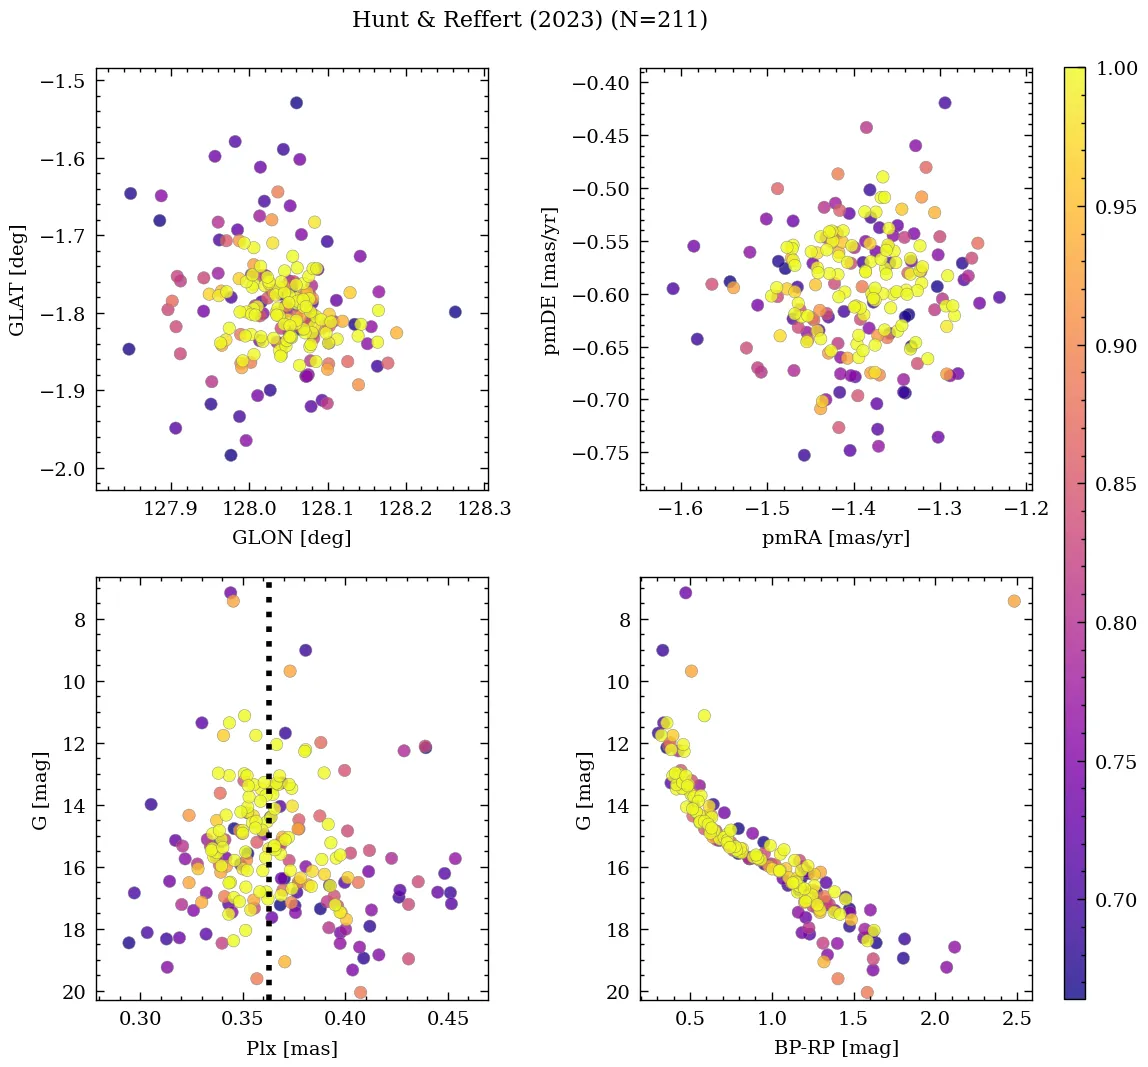 Hunt & Reffert (2023) (N=211)
−1.5
−1.6
−1.7
−1.8
−1.9
−2.0
GLAT [deg]
127.9 128.0 128.1 128.2 128.3
GLON [deg]
−0.40
−0.45
−0.50
−0.55
−0.60
−0.65
−0.70
−0.75
pmDE [mas/yr]
−1.6 −1.5 −1.4 −1.3 −1.2
pmRA [mas/yr]
8
10
12
14
16
18
20
G [mag]
0.30 0.35 0.40 0.45
Plx [mas]
8
10
12
14
16
18
20
G [mag]
0.5 1.0 1.5 2.0 2.5
BP-RP [mag]
1.00
0.95
0.90
0.85
0.80
0.75
0.70